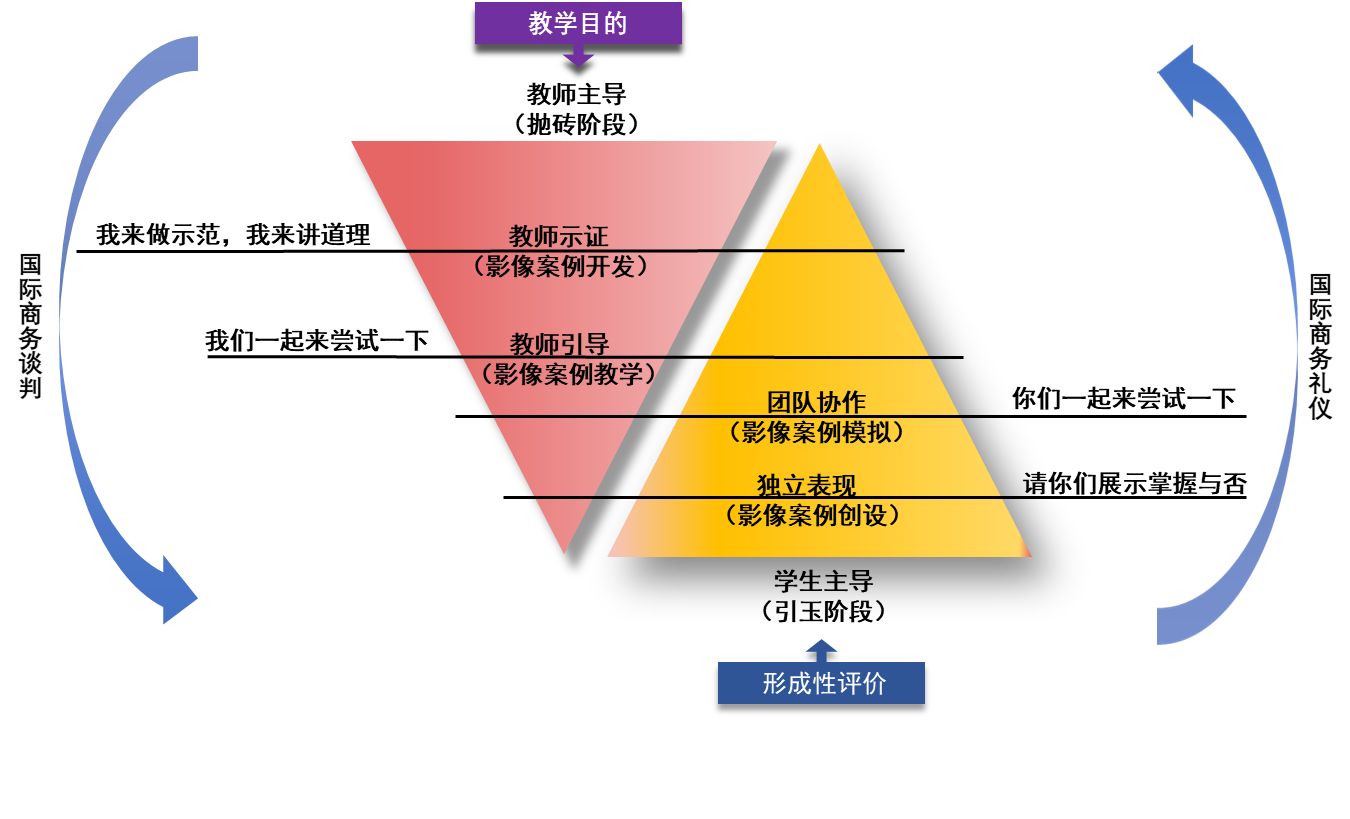 教学目的
教师主导
（抛砖阶段）
我来做示范，我来讲道理
教师示证
（影像案例开发）
我们一起来尝试一下
教师引导
（影像案例教学）
团队协作
（影像案例模拟）
你们一起来尝试一下
独立表现
（影像案例创设）
请你们展示掌握与否
学生主导
（引玉阶段）
形成性评价
国际商务谈判
国际商务礼仪